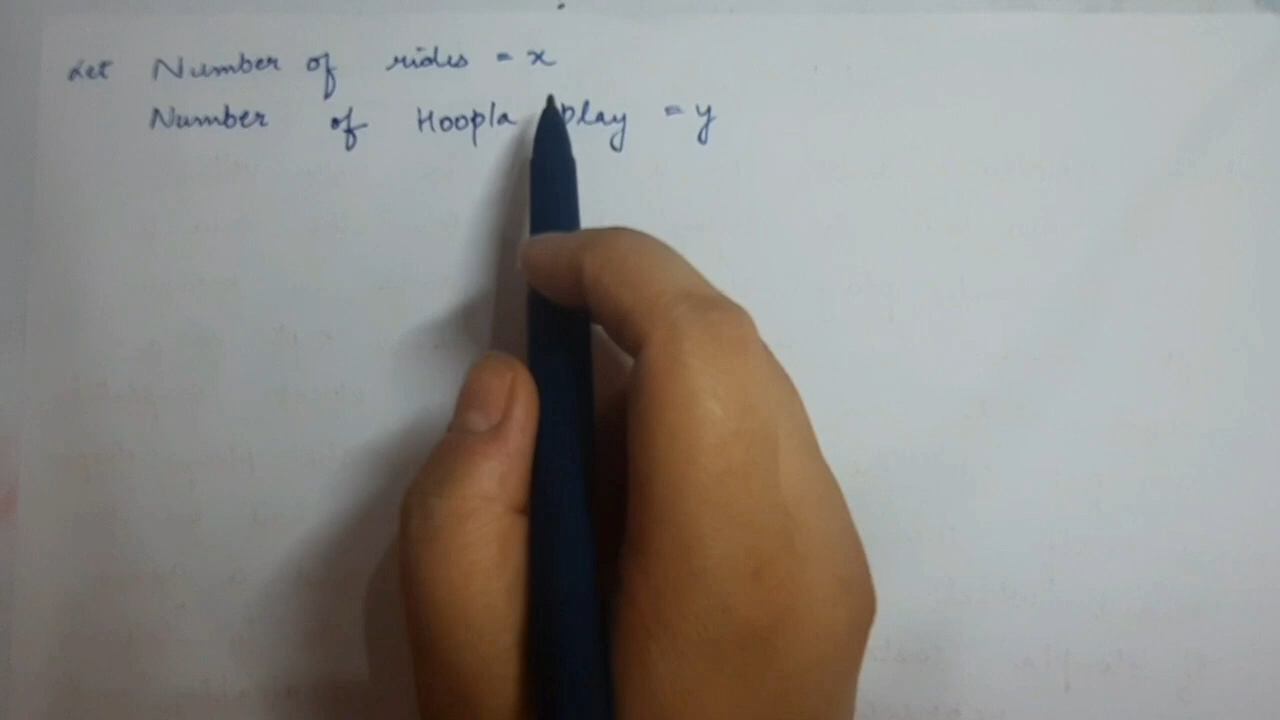 Let Number of rides = x
Number of Hoopla play = y